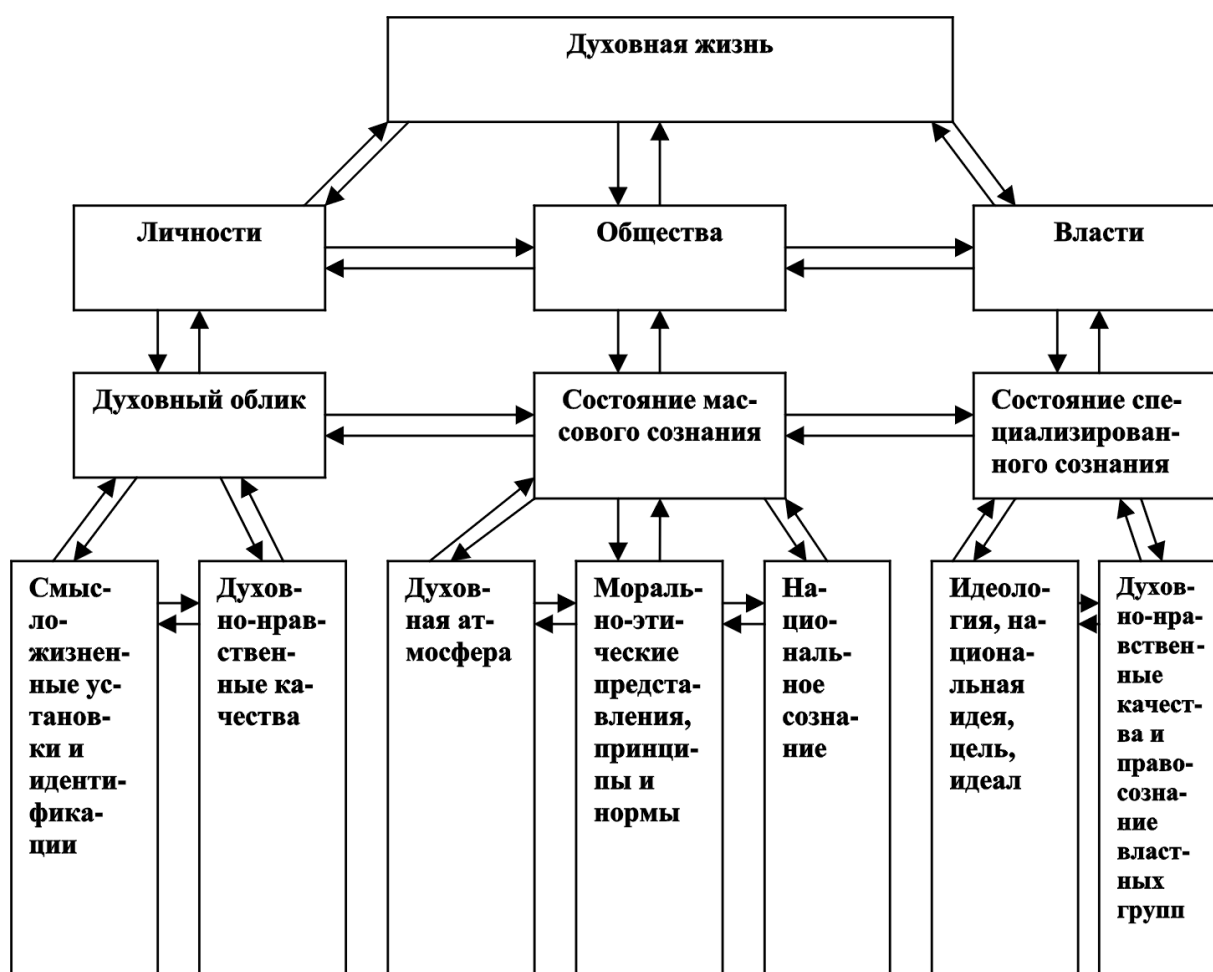 Духовная жизнь
Личности
Общества
Власти
Духовный облик
Состояние мас-
сового сознания
Состояние спе-
циализирован-
ного сознания
Смыс-
ло-
жизнен-
ные ус-
танов-
ки и
иденти-
фика-
ции
Духов-
но-нрав-
ствен-
ные ка-
чества
Духов-
ная ат-
мосфера
Мораль-
но-эти-
ческие
предста-
вления,
принци-
пы и
нормы
На-
цио-
наль-
ное
созна-
ние
Идеоло-
гия, на-
циона-
льная
идея,
цель,
идеал
Духов-
но-нра-
вствен-
ные
качест-
ва и
право-
созна-
ние
власт-
ных
групп